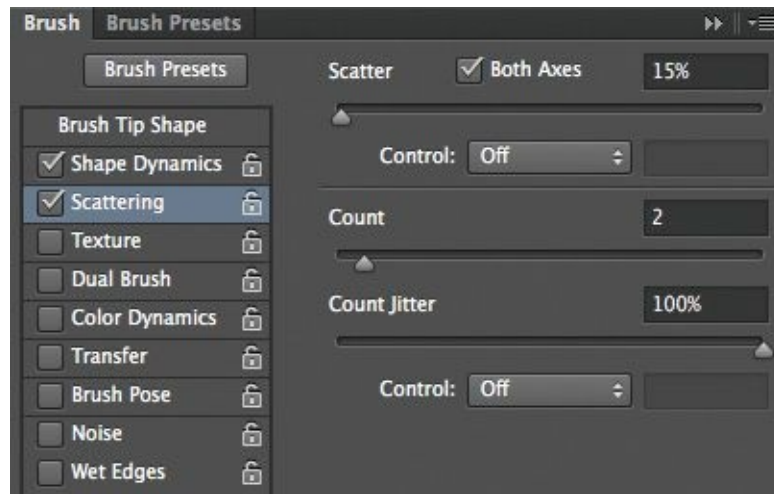 Brush Brush Presets
Brush Presets
Brush Tip Shape
Shape Dynamics
Scattering
Texture
Dual Brush
Color Dynamics
Transfer
Brush Pose
Noise
Wet Edges
Scatter Both Axes 15%
Control: Off
Count 2
Count Jitter 100%
Control: Off